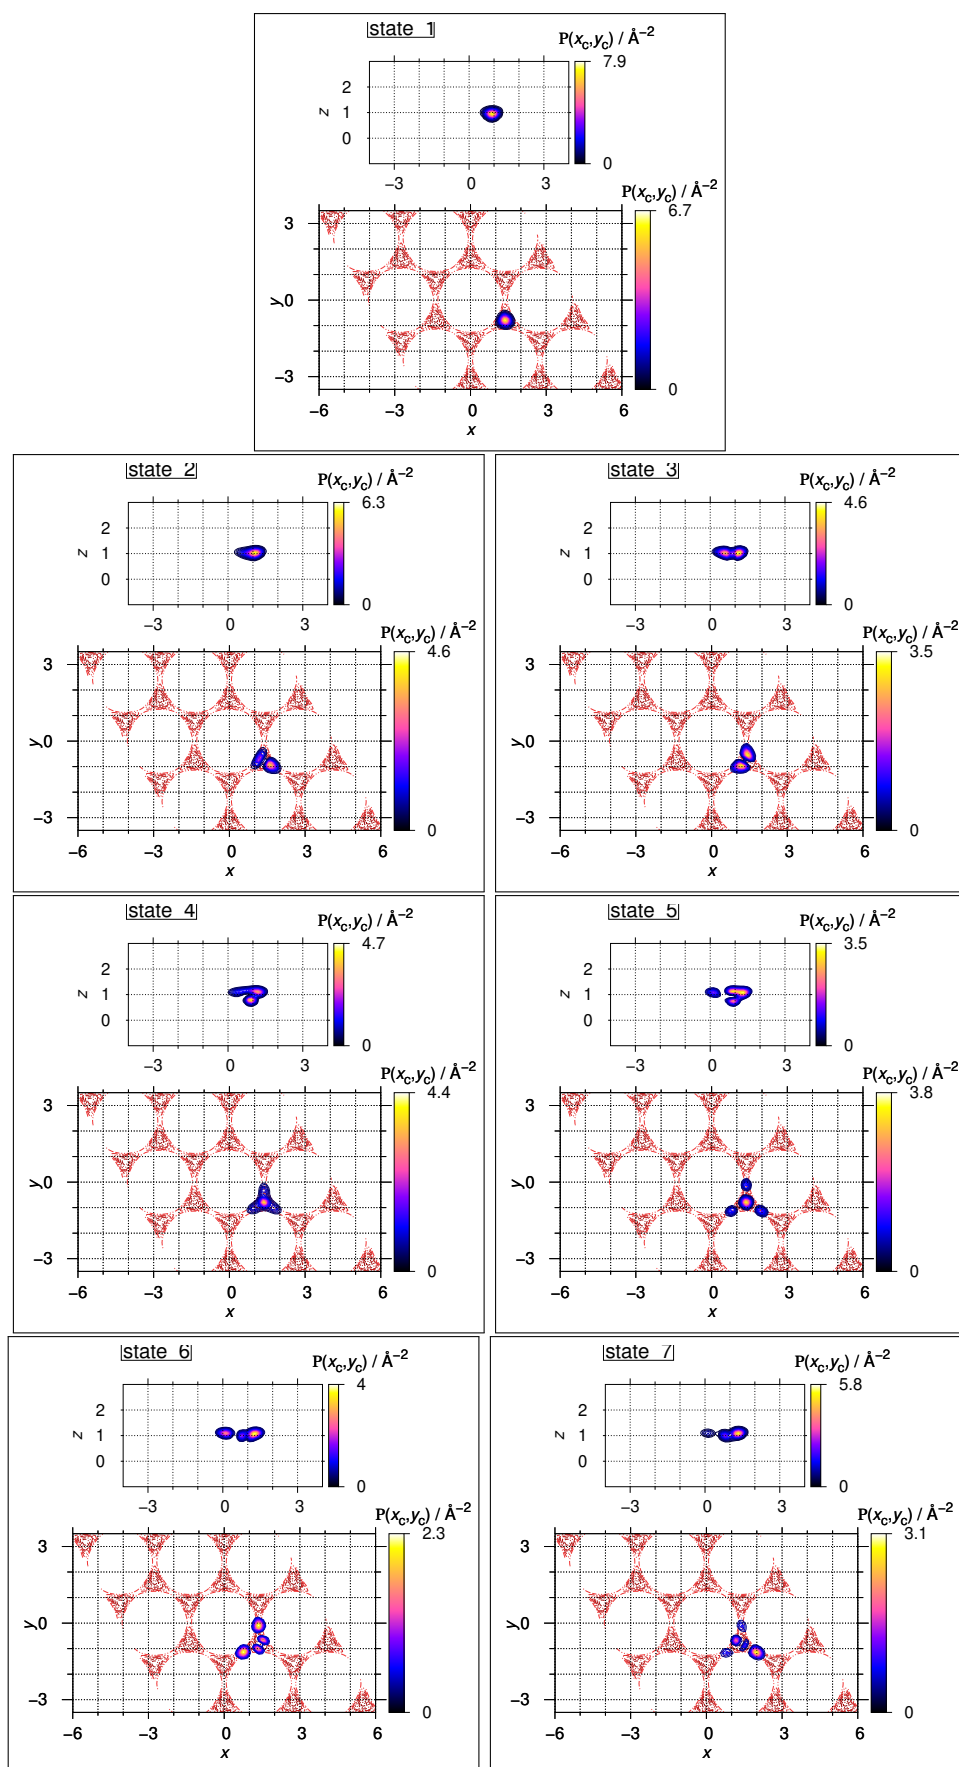 state 1
P(xc,yc) / Å−2
7.9
0
2
1
0
z
−3 0 3
P(xc,yc) / Å−2
6.7
0
3
0
−3
y
−6 −3 0 3 6
x
state 2
P(xc,yc) / Å−2
6.3
0
2
1
0
z
−3 0 3
P(xc,yc) / Å−2
4.6
0
3
0
−3
y
−6 −3 0 3 6
x
state 3
P(xc,yc) / Å−2
4.6
0
2
1
0
z
−3 0 3
P(xc,yc) / Å−2
3.5
0
3
0
−3
y
−6 −3 0 3 6
x
state 4
P(xc,yc) / Å−2
4.7
0
2
1
0
z
−3 0 3
P(xc,yc) / Å−2
4.4
0
3
0
−3
y
−6 −3 0 3 6
x
state 5
P(xc,yc) / Å−2
3.5
0
2
1
0
z
−3 0 3
P(xc,yc) / Å−2
3.8
0
3
0
−3
y
−6 −3 0 3 6
x
state 6
P(xc,yc) / Å−2
4
0
2
1
0
z
−3 0 3
P(xc,yc) / Å−2
2.3
0
3
0
−3
y
−6 −3 0 3 6
x
state 7
P(xc,yc) / Å−2
5.8
0
2
1
0
z
−3 0 3
P(xc,yc) / Å−2
3.1
0
3
0
−3
y
−6 −3 0 3 6
x